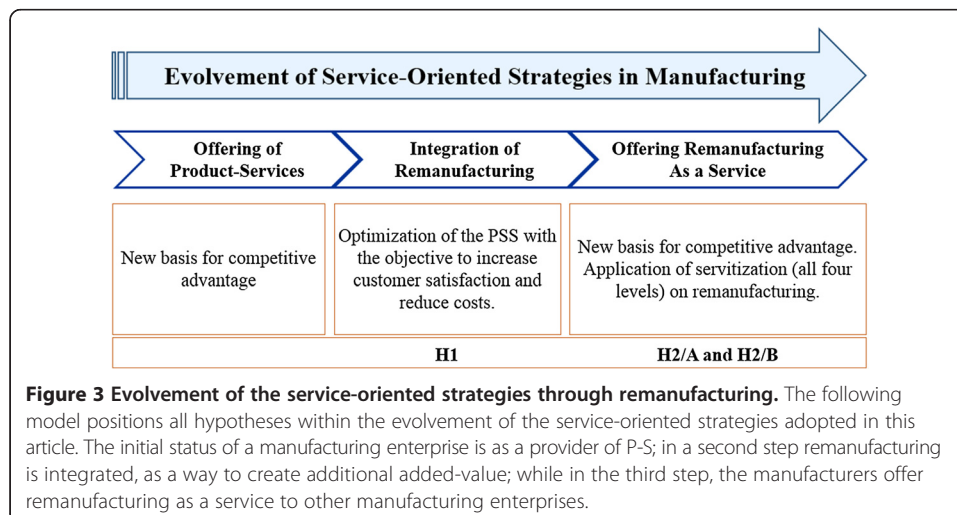 Evolvement of Service-Oriented Strategies in Manufacturing
Offering of
Product-Services
Integration of
Remanufacturing
Offering Remanufacturing
As a Service
New basis for competitive
advantage
Optimization of the PSS with
the objective to increase
customer satisfaction and
reduce costs.
New basis for competitive advantage.
Application of servitization (all four
levels) on remanufacturing.
H1
H2/A and H2/B
Figure 3 Evolvement of the service-oriented strategies through remanufacturing. The following
model positions all hypotheses within the evolvement of the service-oriented strategies adopted in this
article. The initial status of a manufacturing enterprise is as a provider of P-S; in a second step remanufacturing
is integrated, as a way to create additional added-value; while in the third step, the manufacturers offer
remanufacturing as a service to other manufacturing enterprises.